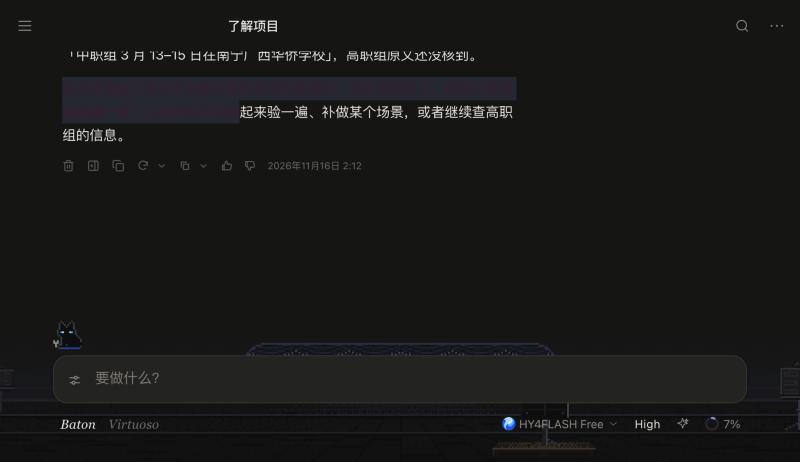 了解项目
「中职组 3 月 13–15 日在南宁广西华侨学校」，高职组原文还没核到。
起来验一遍、补做某个场景，或者继续查高职
组的信息。
2026年11月16日 2:12
要做什么?
Baton Virtuoso
HY4FLASH Free High 7%